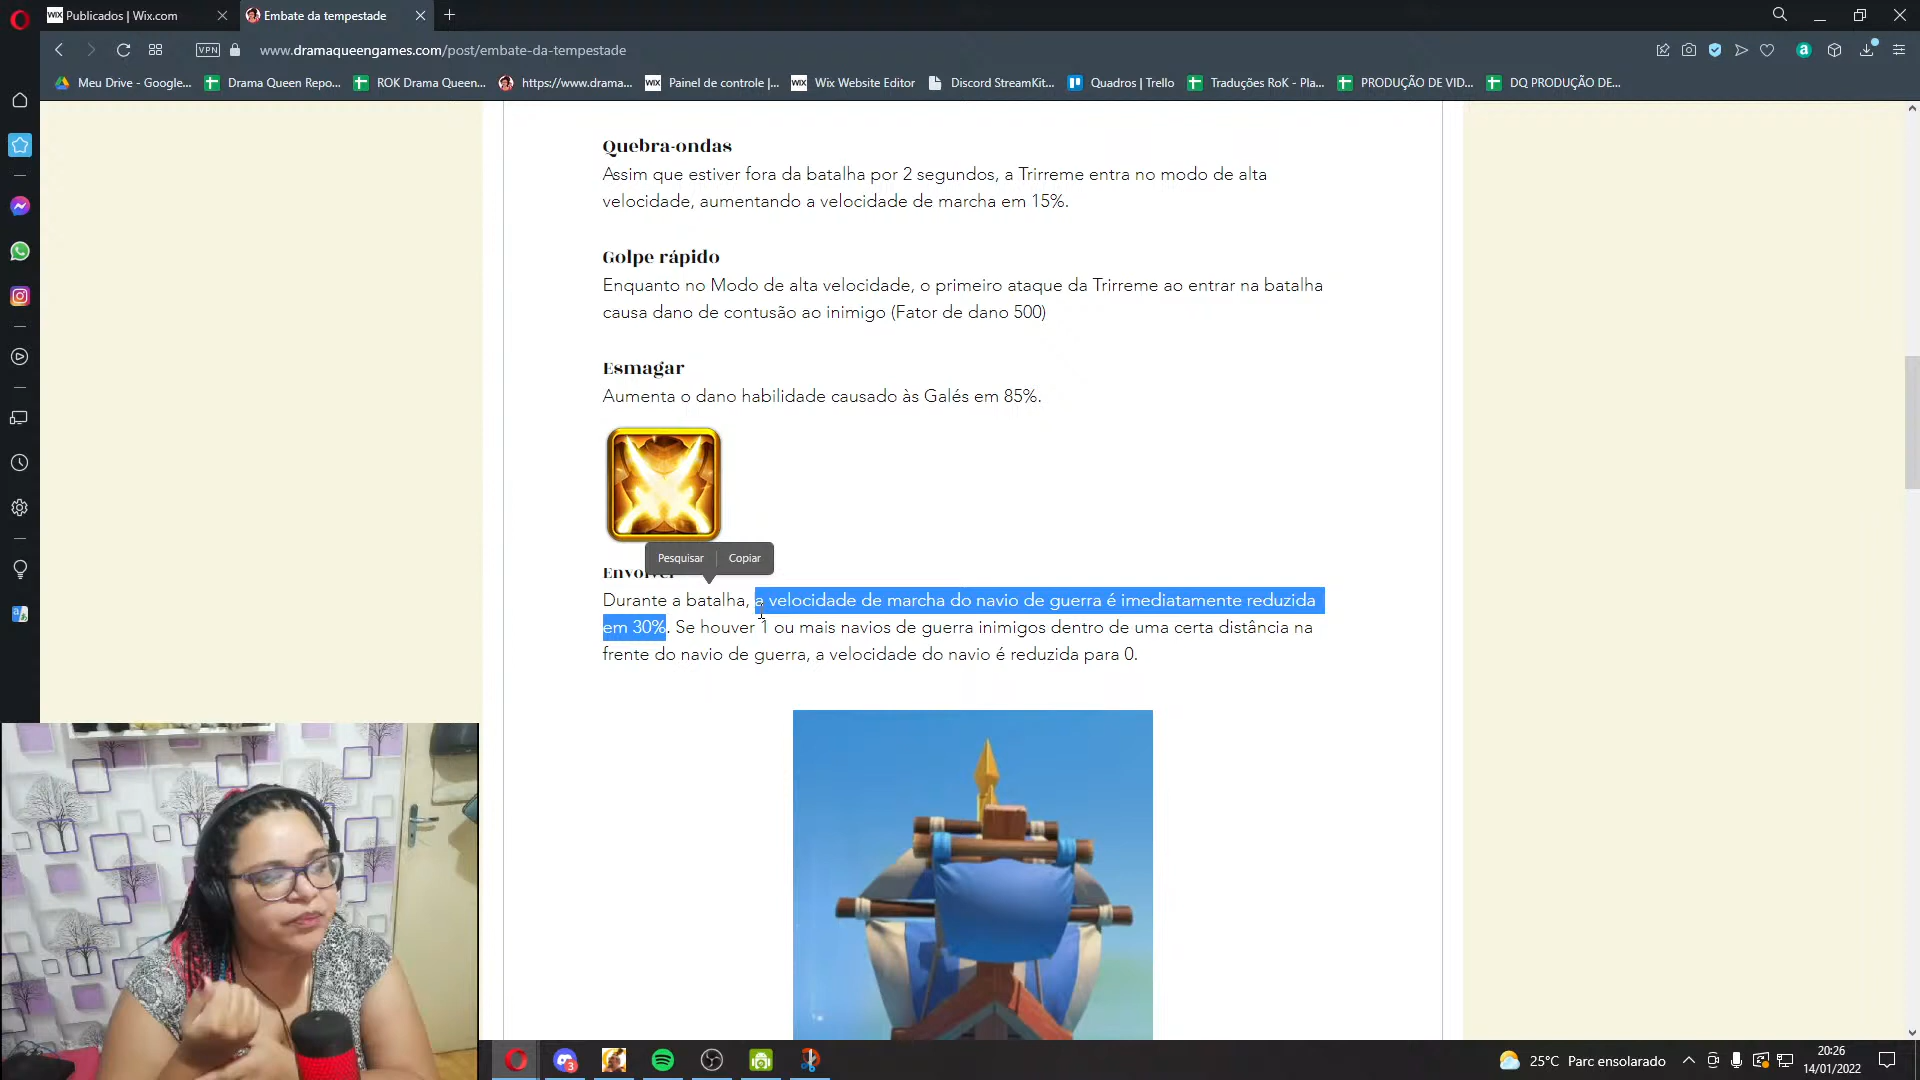 Publicados | Wix.com
Embate da tempestade
VPN
www.dramaqueengames.com/post/embate-da-tempestade
Meu Drive - Google...
Drama Queen Repo...
ROK Drama Queen...
https://www.drama...
WIX Painel de controle |...
WIX Wix Website Editor
Discord StreamKit...
Quadros | Trello
Traduções RoK - Pla...
PRODUÇÃO DE VID...
DQ PRODUÇÃO DE...
Quebra-ondas
Assim que estiver fora da batalha por 2 segundos, a Trirreme entra no modo de alta
velocidade, aumentando a velocidade de marcha em 15%.
Golpe rápido
Enquanto no Modo de alta velocidade, o primeiro ataque da Trirreme ao entrar na batalha
causa dano de contusão ao inimigo (Fator de dano 500)
Esmagar
Aumenta o dano habilidade causado às Galés em 85%.
Pesquisar
Copiar
Envolver
Durante a batalha, a velocidade de marcha do navio de guerra é imediatamente reduzida
em 30%. Se houver 1 ou mais navios de guerra inimigos dentro de uma certa distância na
frente do navio de guerra, a velocidade do navio é reduzida para 0.
3
25°C Parc ensolarado
20:26
14/01/2022